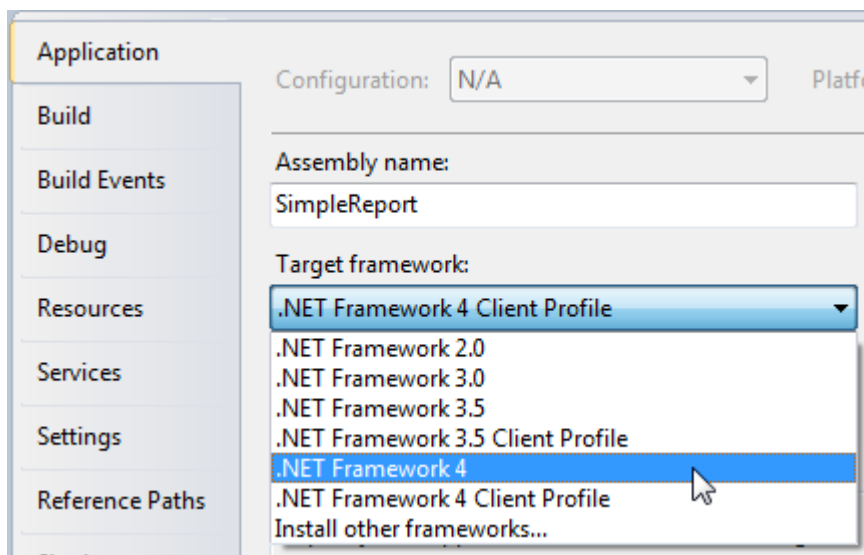 Application
Build
Build Events
Debug
Resources
Services
Settings
Reference Paths
Configuration: N/A
Assembly name:
SimpleReport
Target framework:
.NET Framework 4 Client Profile
.NET Framework 2.0
.NET Framework 3.0
.NET Framework 3.5
.NET Framework 3.5 Client Profile
.NET Framework 4
.NET Framework 4 Client Profile
Install other frameworks...